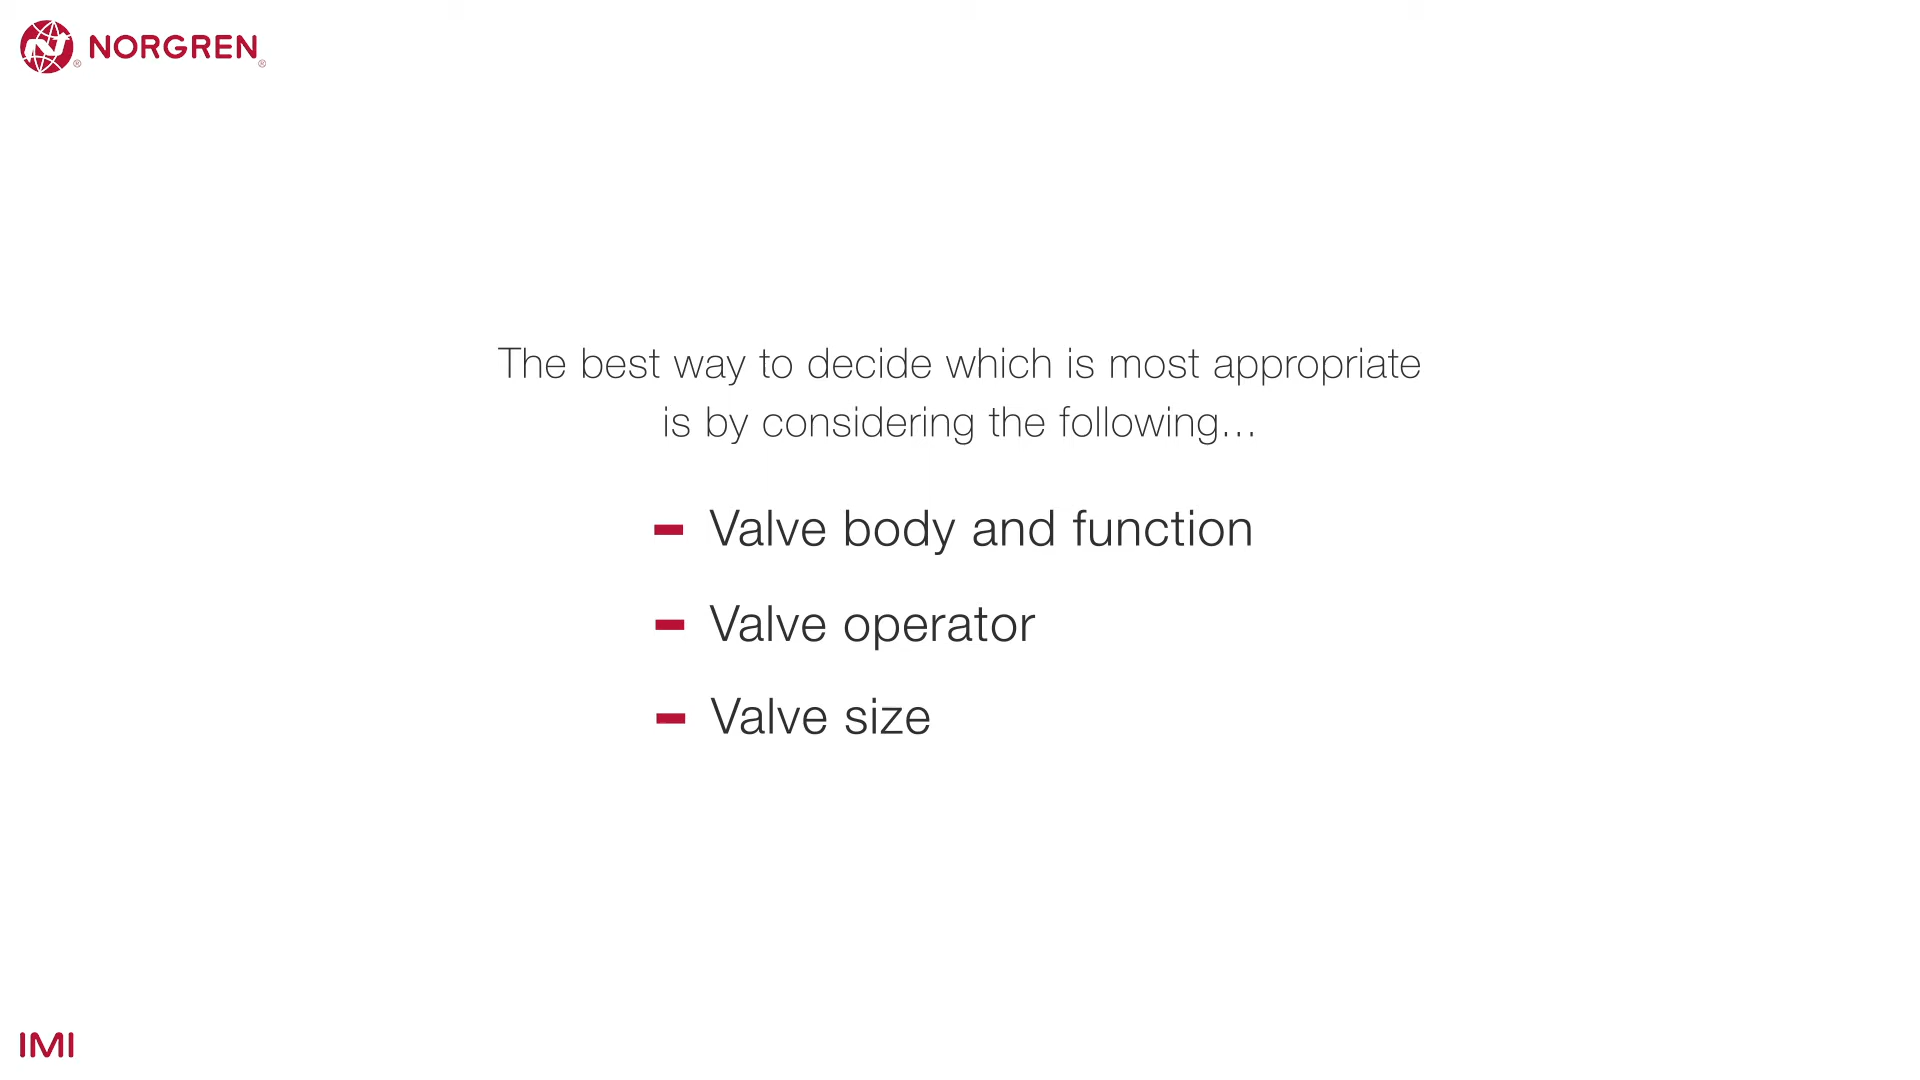 NORGREN
The best way to decide which is most appropriate
is by considering the following...
- Valve body and function
- Valve operator
- Valve size
IMI